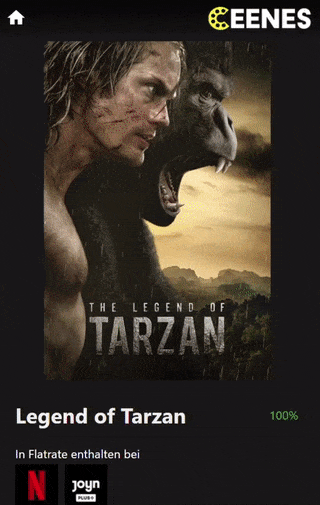 CEENES
THE LEGEND OF
TARZAN
Legend of Tarzan
100%
In Flatrate enthalten bei
N
joyn
PLUS+